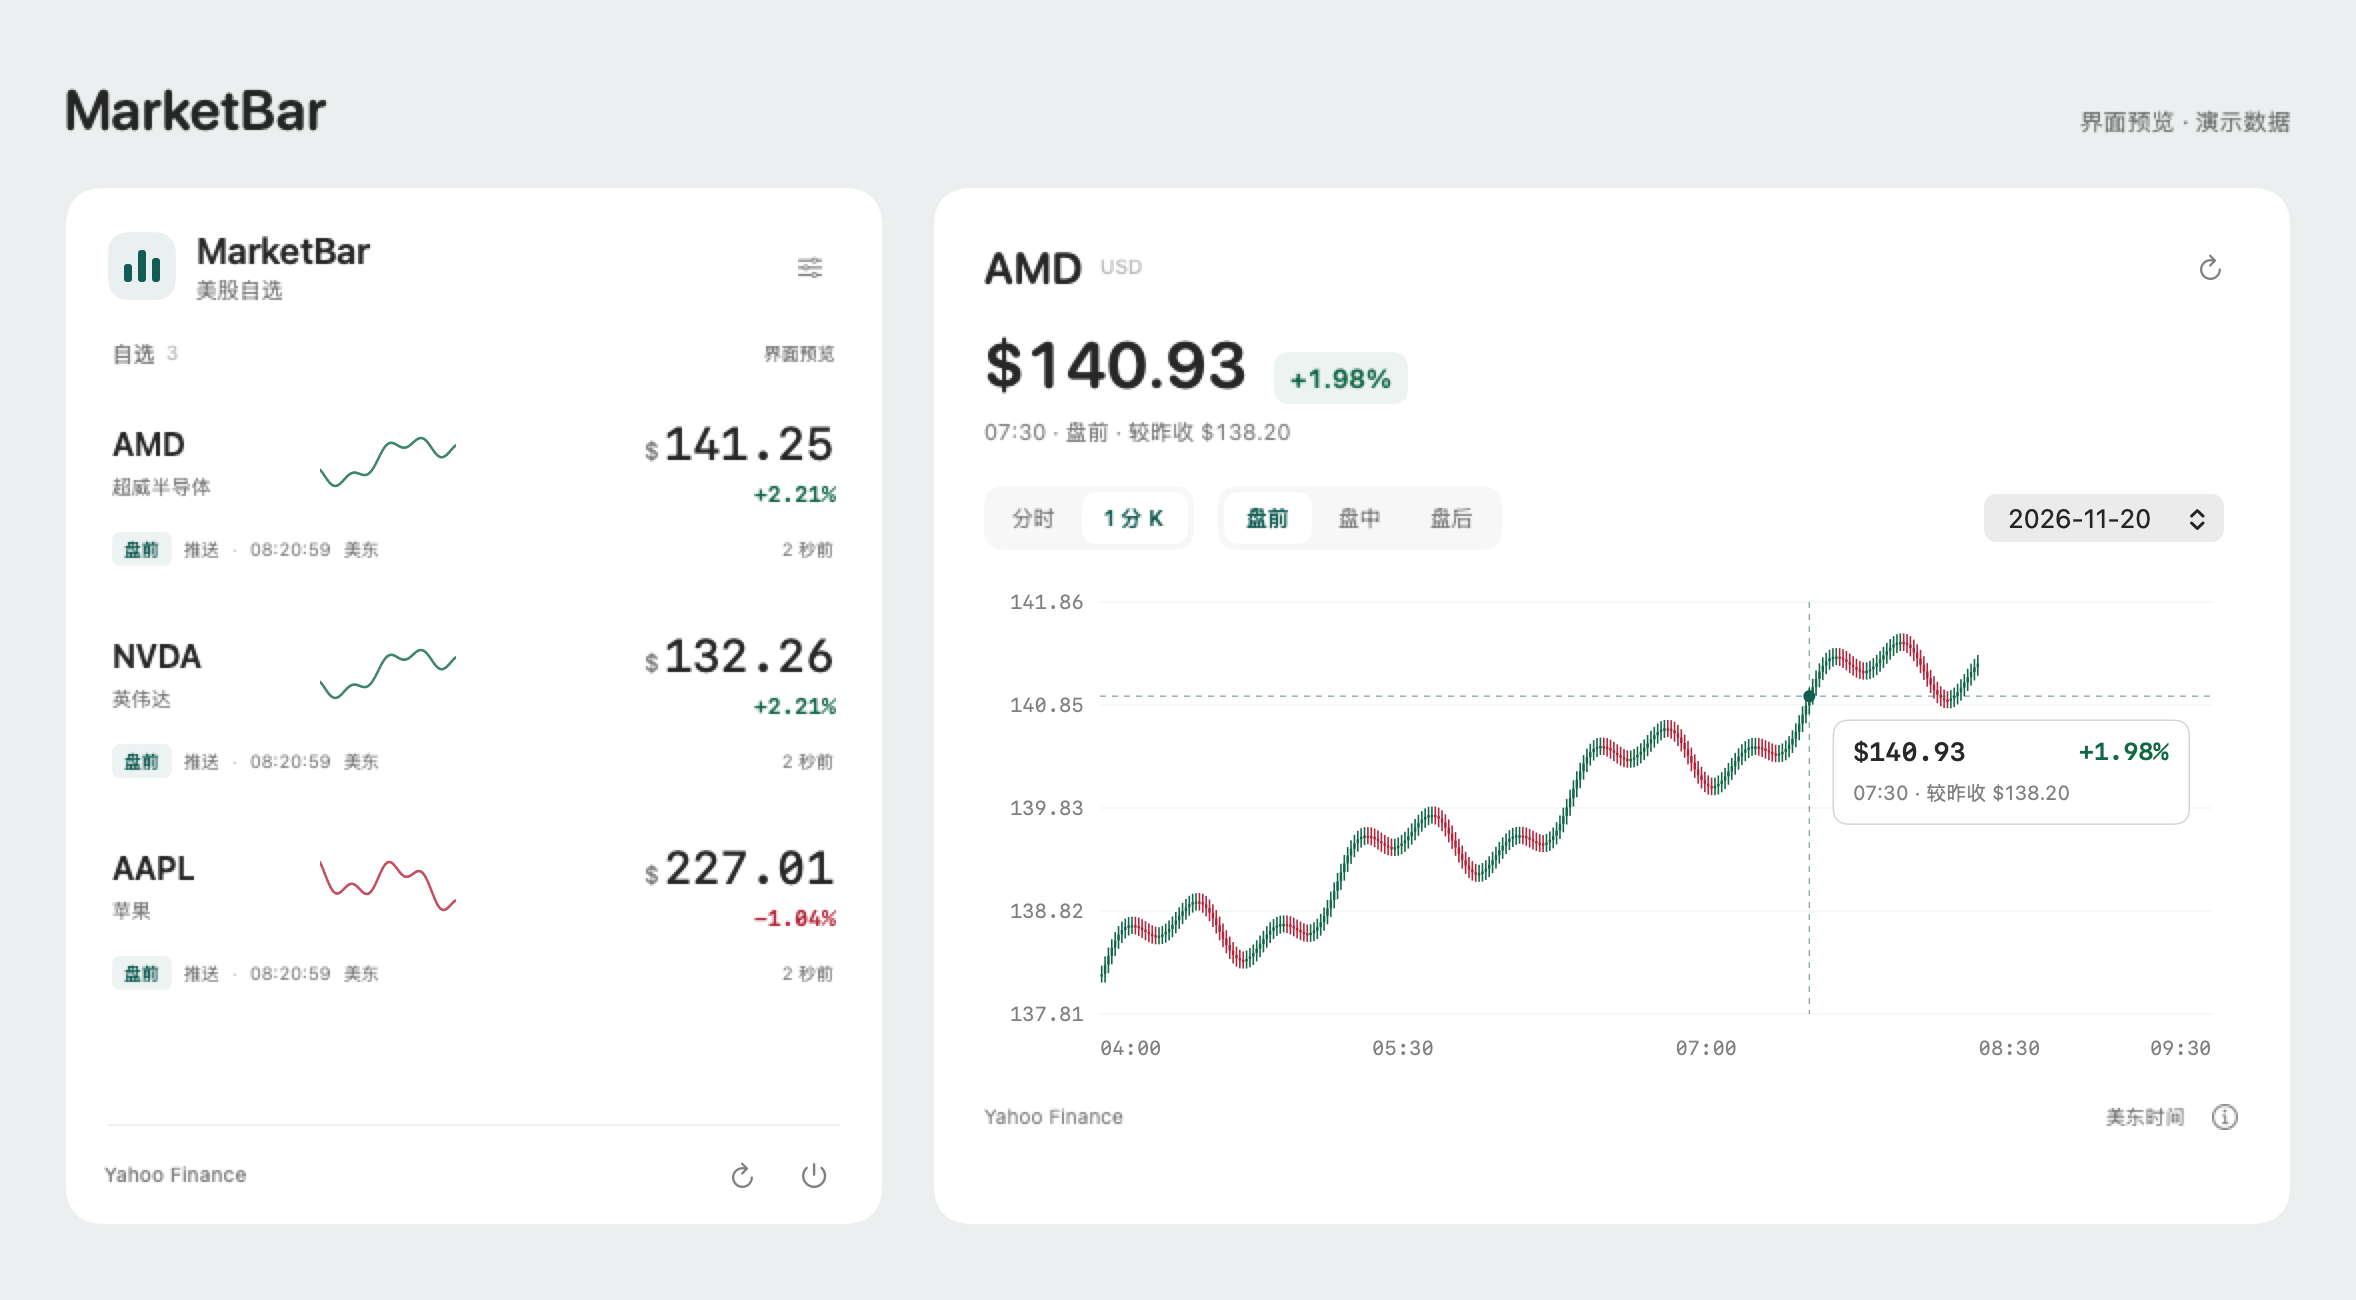 MarketBar
界面预览 · 演示数据
MarketBar
美股自选
自选 3
界面预览
AMD
超威半导体
$141.25
+2.21%
盘前 推送 · 08:20:59 美东
2 秒前
NVDA
英伟达
$132.26
+2.21%
盘前 推送 · 08:20:59 美东
2 秒前
AAPL
苹果
$227.01
−1.04%
盘前 推送 · 08:20:59 美东
2 秒前
Yahoo Finance
AMD USD
$140.93 +1.98%
07:30 · 盘前 · 较昨收 $138.20
分时 1 分 K 盘前 盘中 盘后
2026-11-20
141.86
140.85
139.83
138.82
137.81
$140.93 +1.98%
07:30 · 较昨收 $138.20
04:00 05:30 07:00 08:30 09:30
Yahoo Finance
美东时间